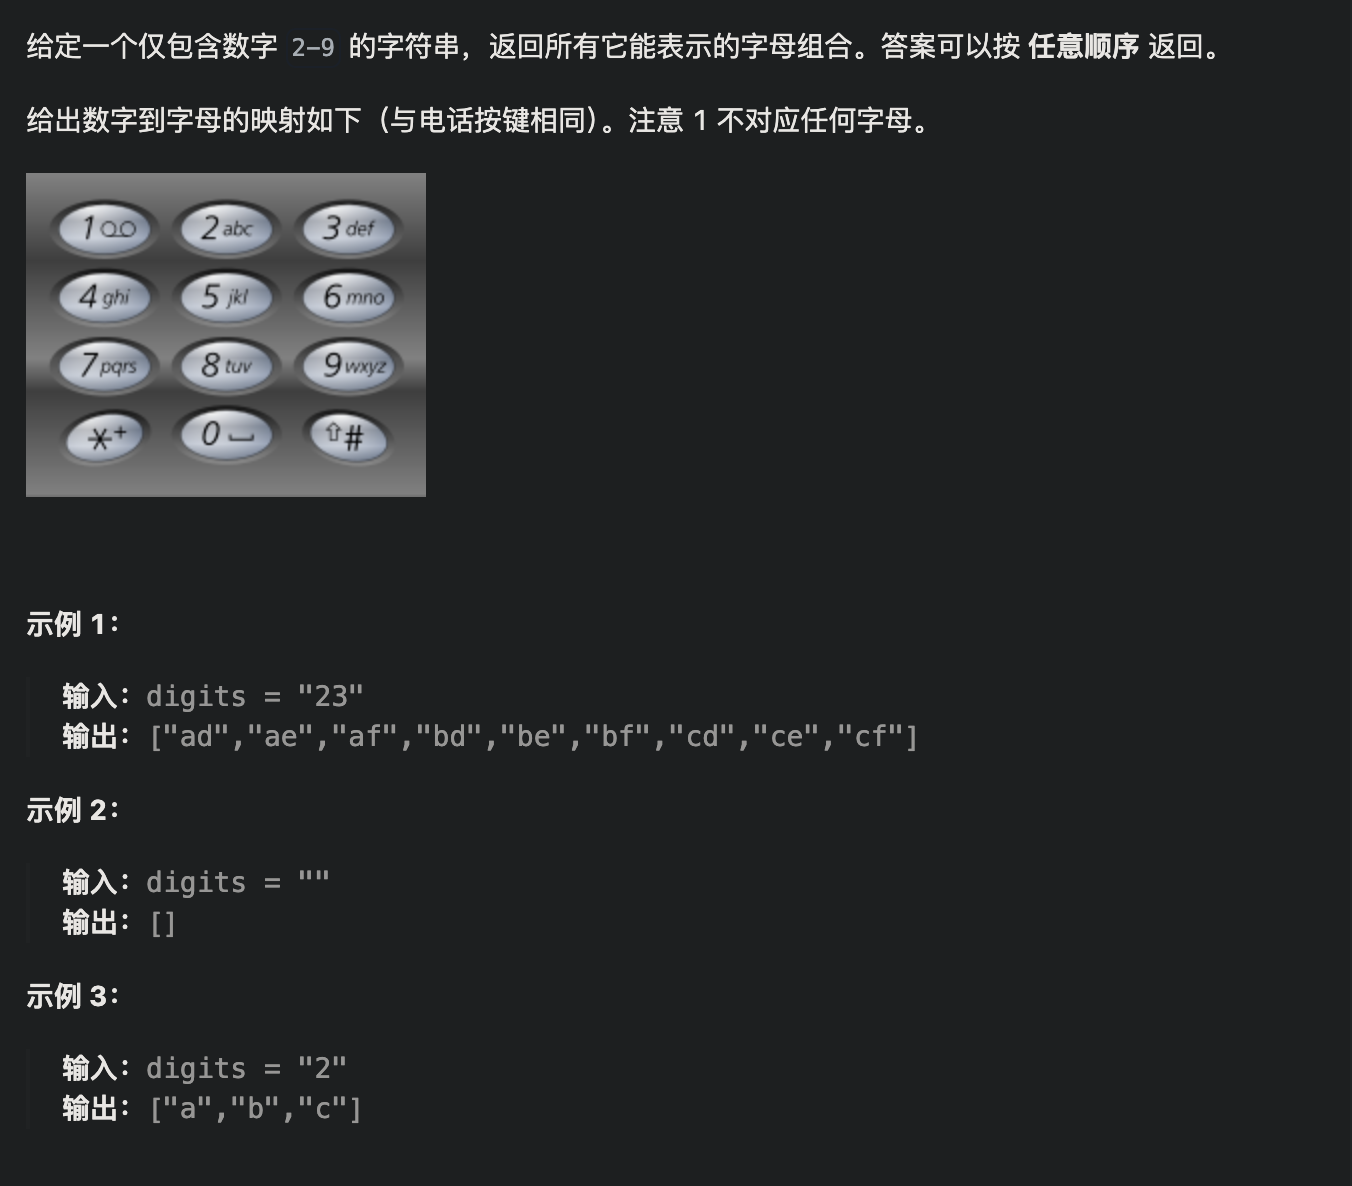 给定一个仅包含数字 2-9 的字符串，返回所有它能表示的字母组合。答案可以按 任意顺序 返回。
给出数字到字母的映射如下（与电话按键相同）。注意 1 不对应任何字母。
1 2 abc 3 def
4 ghi 5 jkl 6 mno
7 pqrs 8 tuv 9 wxyz
*+ 0 ⇧#
示例 1：
输入：digits = "23"
输出：["ad","ae","af","bd","be","bf","cd","ce","cf"]
示例 2：
输入：digits = ""
输出：[]
示例 3：
输入：digits = "2"
输出：["a","b","c"]